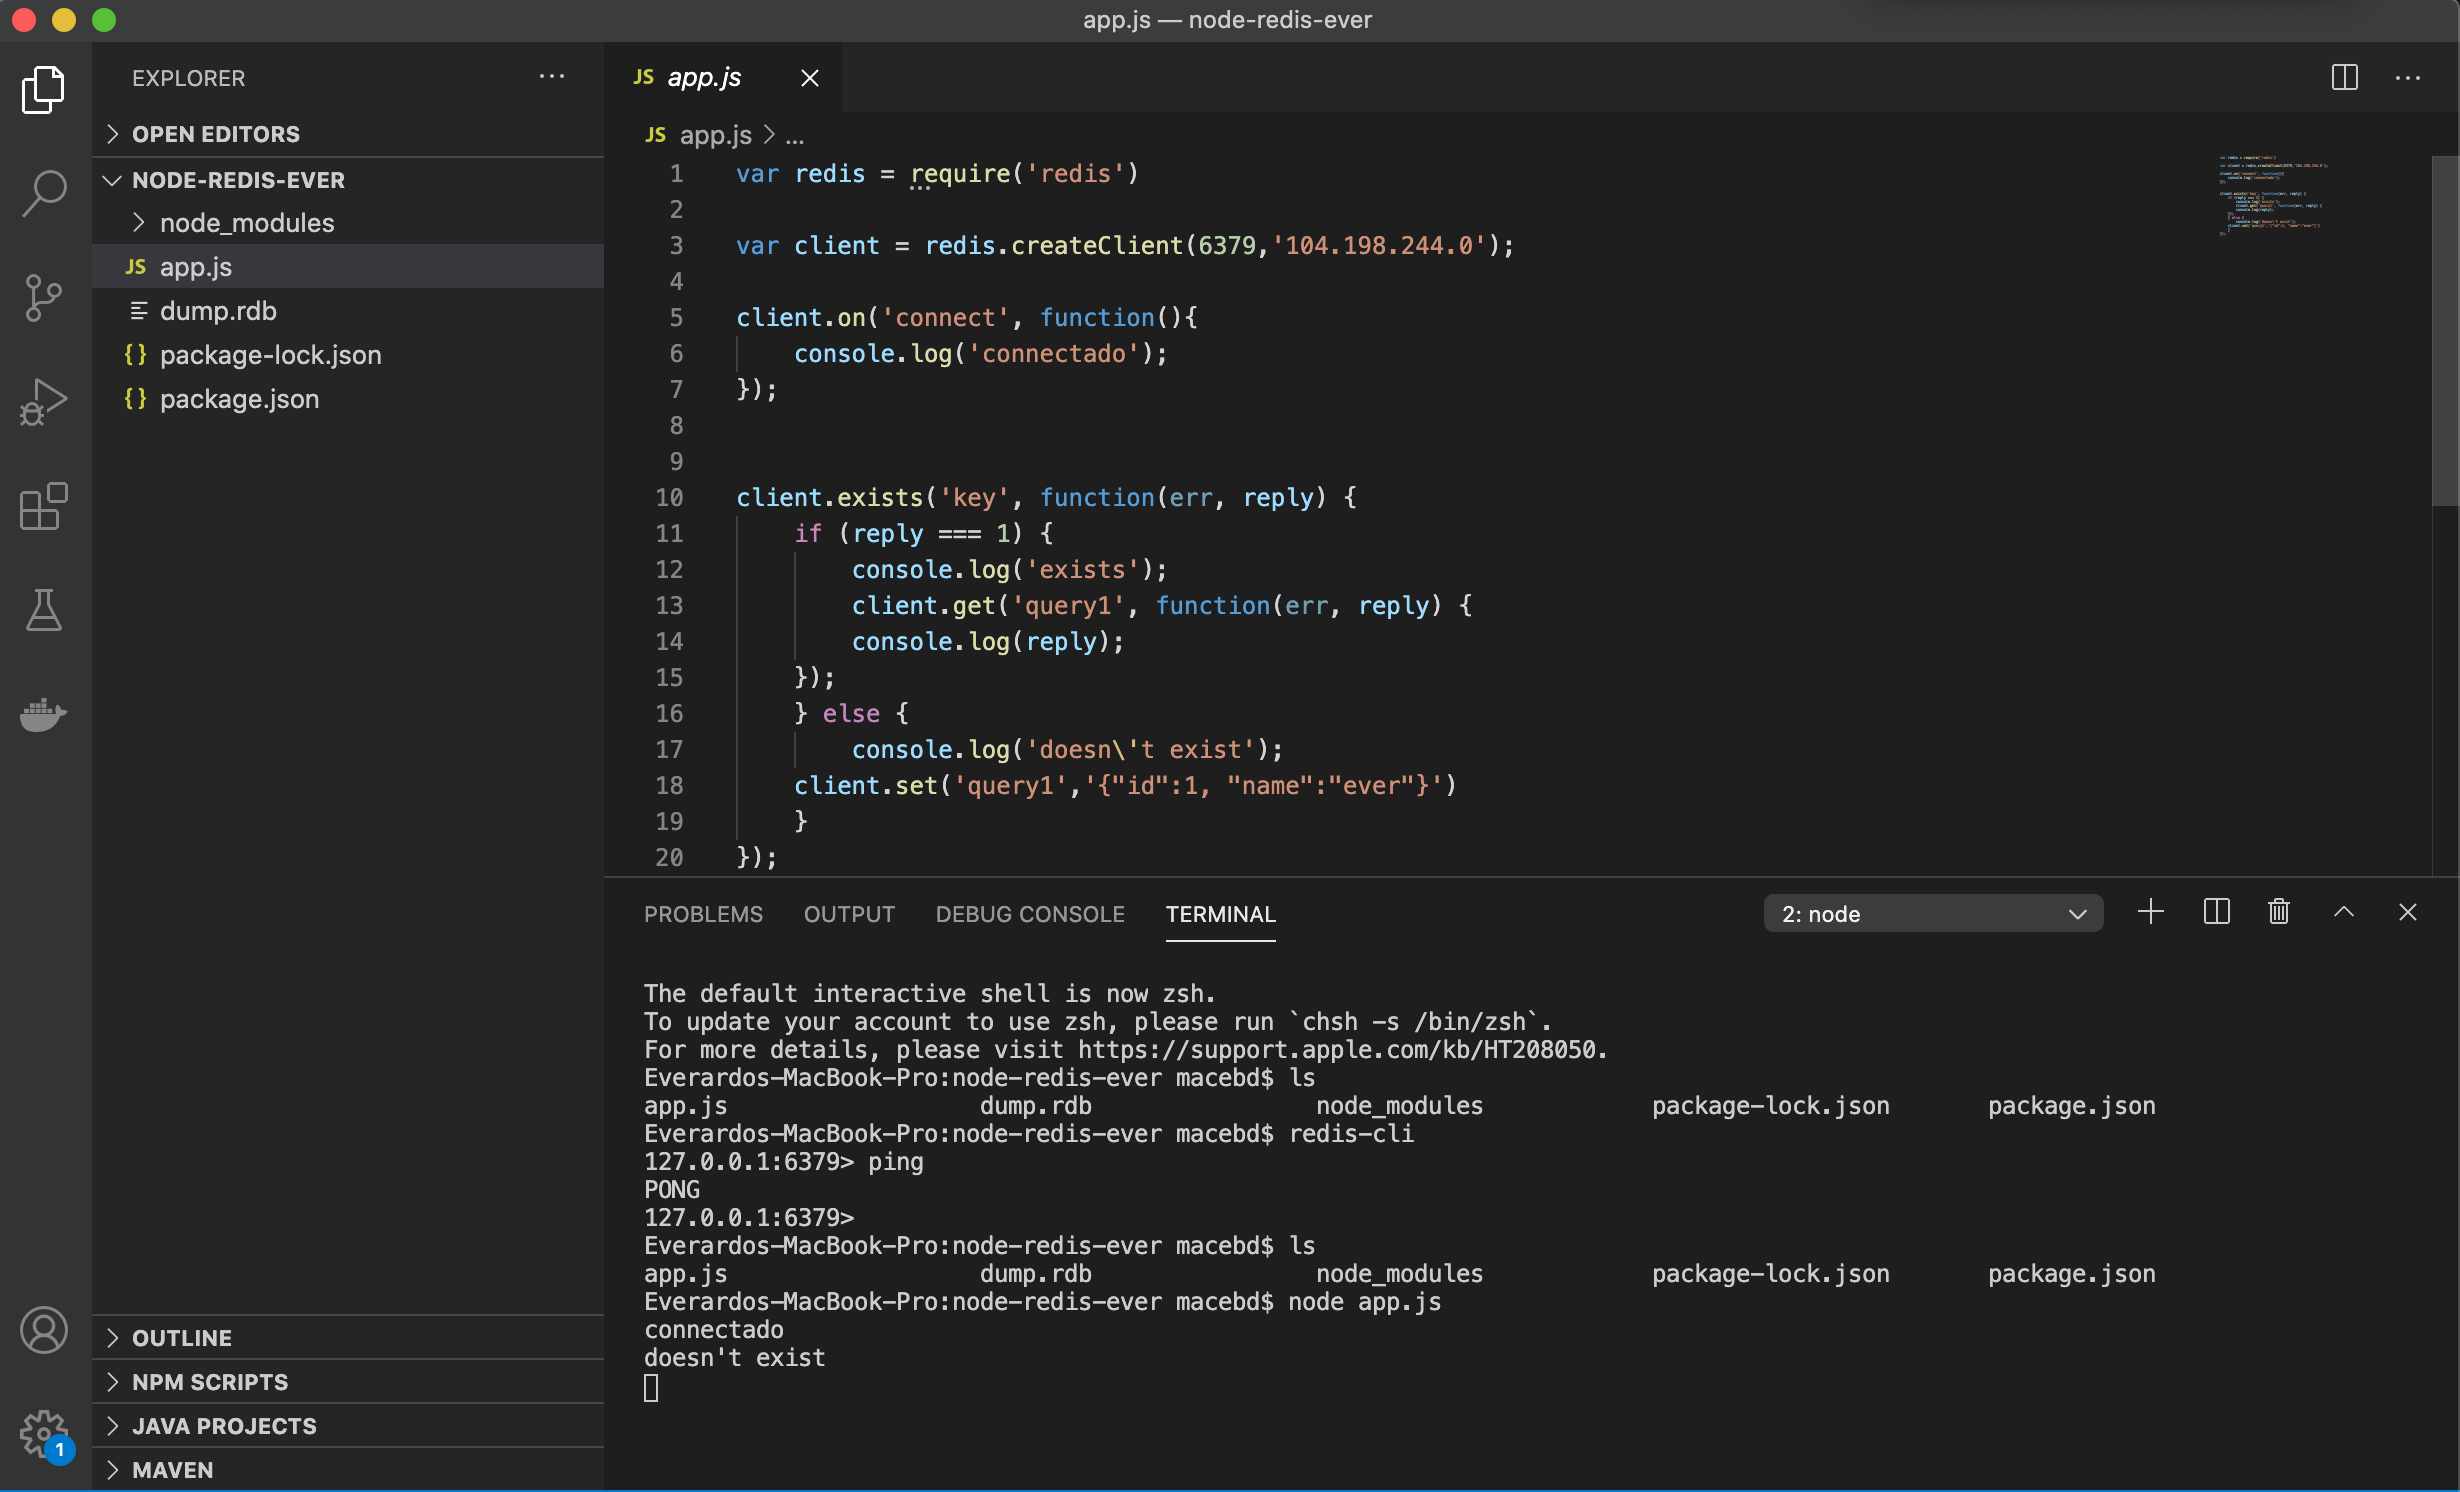 app.js — node-redis-ever
EXPLORER
OPEN EDITORS
NODE-REDIS-EVER
node_modules
JS app.js
dump.rdb
{} package-lock.json
{} package.json
OUTLINE
NPM SCRIPTS
JAVA PROJECTS
MAVEN
1
JS app.js
JS app.js > ...
1 var redis = require('redis')
2
3 var client = redis.createClient(6379,'104.198.244.0');
4
5 client.on('connect', function(){
6 console.log('connectado');
7 });
8
9
10 client.exists('key', function(err, reply) {
11 if (reply === 1) {
12 console.log('exists');
13 client.get('query1', function(err, reply) {
14 console.log(reply);
15 });
16 } else {
17 console.log('doesn\'t exist');
18 client.set('query1','{"id":1, "name":"ever"}')
19 }
20 });
PROBLEMS OUTPUT DEBUG CONSOLE TERMINAL 2: node
The default interactive shell is now zsh.
To update your account to use zsh, please run `chsh -s /bin/zsh`.
For more details, please visit https://support.apple.com/kb/HT208050.
Everardos-MacBook-Pro:node-redis-ever macebd$ ls
app.js dump.rdb node_modules package-lock.json package.json
Everardos-MacBook-Pro:node-redis-ever macebd$ redis-cli
127.0.0.1:6379> ping
PONG
127.0.0.1:6379>
Everardos-MacBook-Pro:node-redis-ever macebd$ ls
app.js dump.rdb node_modules package-lock.json package.json
Everardos-MacBook-Pro:node-redis-ever macebd$ node app.js
connectado
doesn't exist